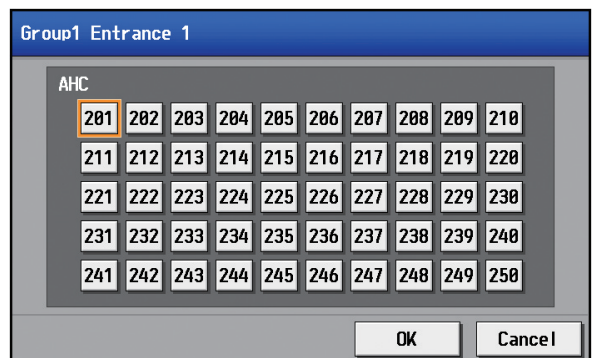 Group1 Entrance 1
AHC
201 202 203 204 205 206 207 208 209 210
211 212 213 214 215 216 217 218 219 220
221 222 223 224 225 226 227 228 229 230
231 232 233 234 235 236 237 238 239 240
241 242 243 244 245 246 247 248 249 250
OK Cancel